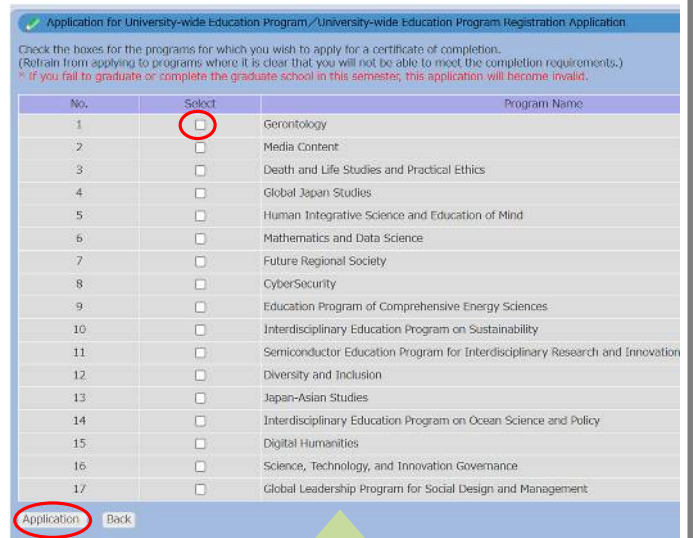 Application for University-wide Education Program／University-wide Education Program Registration Application
Check the boxes for the programs for which you wish to apply for a certificate of completion.
(Refrain from applying to programs where it is clear that you will not be able to meet the completion requirements.)
* If you fail to graduate or complete the graduate school in this semester, this application will become invalid.
No. Select Program Name
1 Gerontology
2 Media Content
3 Death and Life Studies and Practical Ethics
4 Global Japan Studies
5 Human Integrative Science and Education of Mind
6 Mathematics and Data Science
7 Future Regional Society
8 CyberSecurity
9 Education Program of Comprehensive Energy Sciences
10 Interdisciplinary Education Program on Sustainability
11 Semiconductor Education Program for Interdisciplinary Research and Innovation
12 Diversity and Inclusion
13 Japan-Asian Studies
14 Interdisciplinary Education Program on Ocean Science and Policy
15 Digital Humanities
16 Science, Technology, and Innovation Governance
17 Global Leadership Program for Social Design and Management
Application Back